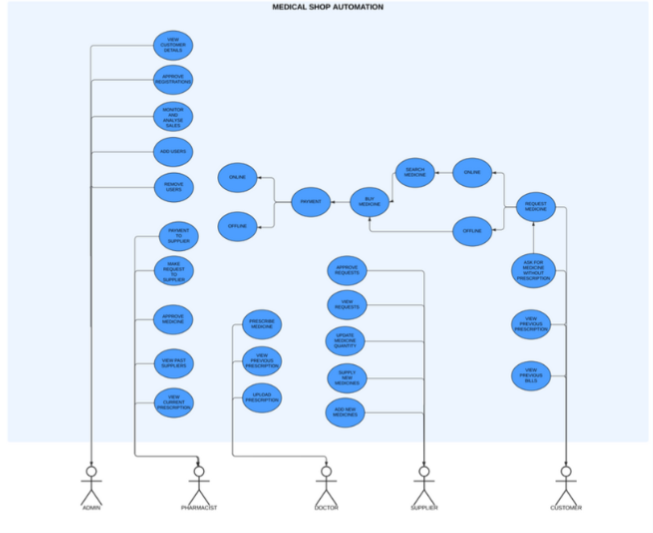 MEDICAL SHOP AUTOMATION
VIEW
CUSTOMER
DETAILS
APPROVE
REGISTRATIONS
MONITOR
AND
ANALYSE
SALES
ADD USERS
REMOVE
USERS
PAYMENT
TO
SUPPLIER
MAKE
REQUEST
TO
SUPPLIER
APPROVE
MEDICINE
VIEW PAST
SUPPLIERS
VIEW
CURRENT
PRESCRIPTION
ONLINE
OFFLINE
PAYMENT
BUY
MEDICINE
SEARCH
MEDICINE
ONLINE
OFFLINE
REQUEST
MEDICINE
ASK FOR
MEDICINE
WITHOUT
PRESCRIPTION
VIEW
PREVIOUS
PRESCRIPTION
VIEW
PREVIOUS
BILLS
PRESCRIBE
MEDICINE
VIEW
PREVIOUS
PRESCRIPTION
UPLOAD
PRESCRIPTION
APPROVE
REQUESTS
VIEW
REQUESTS
UPDATE
MEDICINE
QUANTITY
SUPPLY
NEW
MEDICINES
ADD NEW
MEDICINES
ADMIN
PHARMACIST
DOCTOR
SUPPLIER
CUSTOMER